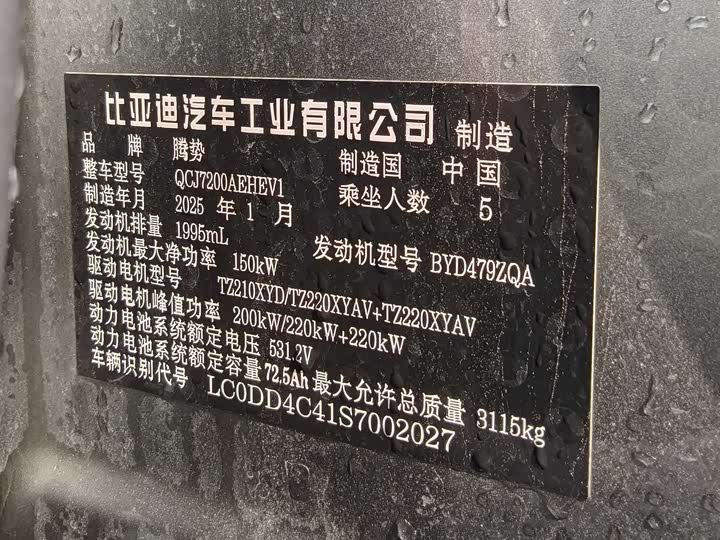 比亚迪汽车工业有限公司 制造
品 牌 腾势 制造国 中国
整车型号 QCJ7200AEHEV1 乘坐人数 5
制造年月 2025 年 1 月
发动机排量 1995mL 发动机型号 BYD479ZQA
发动机最大净功率 150kW
驱动电机型号 TZ210XYD/TZ220XYAV+TZ220XYAV
驱动电机峰值功率 200kW/220kW+220kW
动力电池系统额定电压 531.2V
动力电池系统额定容量 72.5Ah 最大允许总质量 3115kg
车辆识别代号 LC0DD4C41S7002027